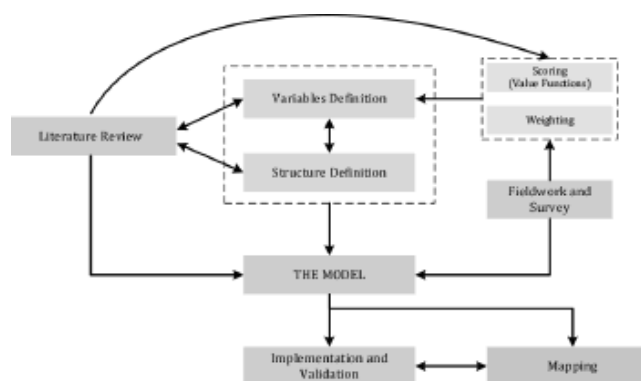 Scoring
(Value Functions)
Variables Definition
Weighting
Literature Review
Structure Definition
Fieldwork and
Survey
THE MODEL
Implementation and
Validation
Mapping